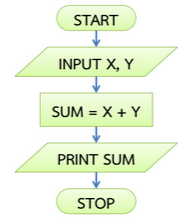 START
INPUT X, Y
SUM = X + Y
PRINT SUM
STOP